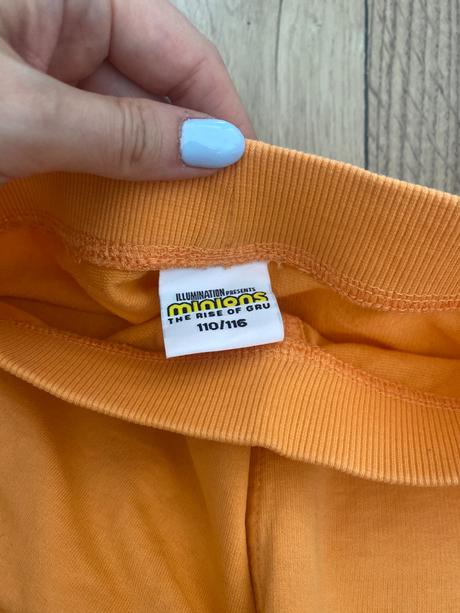 ILLUMINATION PRESENTS
minions
THE RISE OF GRU
110/116